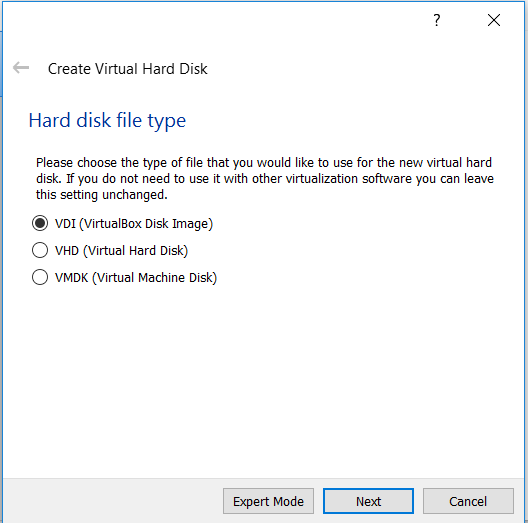 ?
Create Virtual Hard Disk
Hard disk file type
Please choose the type of file that you would like to use for the new virtual hard
disk. If you do not need to use it with other virtualization software you can leave
this setting unchanged.
VDI (VirtualBox Disk Image)
VHD (Virtual Hard Disk)
VMDK (Virtual Machine Disk)
Expert Mode Next Cancel